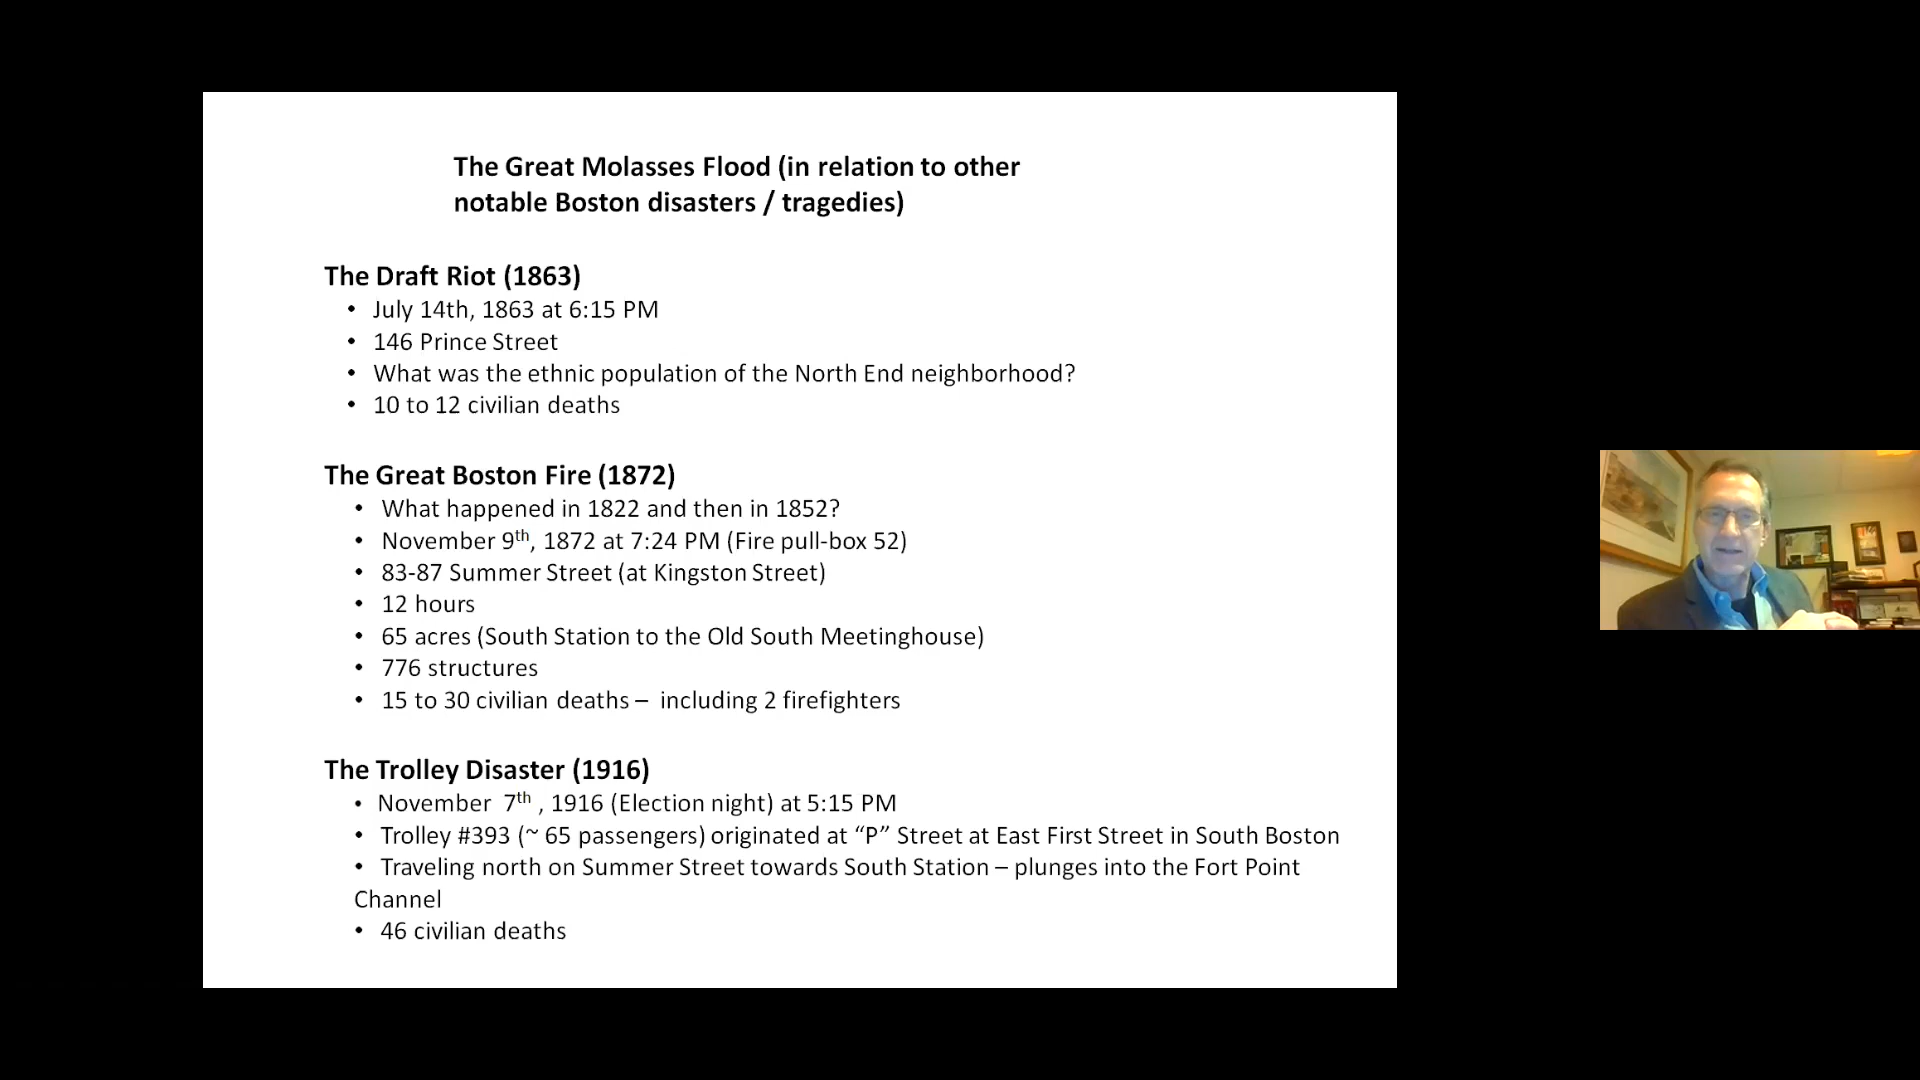 The Great Molasses Flood (in relation to other
notable Boston disasters / tragedies)
The Draft Riot (1863)
• July 14th, 1863 at 6:15 PM
• 146 Prince Street
• What was the ethnic population of the North End neighborhood?
• 10 to 12 civilian deaths
The Great Boston Fire (1872)
• What happened in 1822 and then in 1852?
• November 9th, 1872 at 7:24 PM (Fire pull-box 52)
• 83-87 Summer Street (at Kingston Street)
• 12 hours
• 65 acres (South Station to the Old South Meetinghouse)
• 776 structures
• 15 to 30 civilian deaths – including 2 firefighters
The Trolley Disaster (1916)
• November 7th , 1916 (Election night) at 5:15 PM
• Trolley #393 (~ 65 passengers) originated at “P” Street at East First Street in South Boston
• Traveling north on Summer Street towards South Station – plunges into the Fort Point
Channel
• 46 civilian deaths